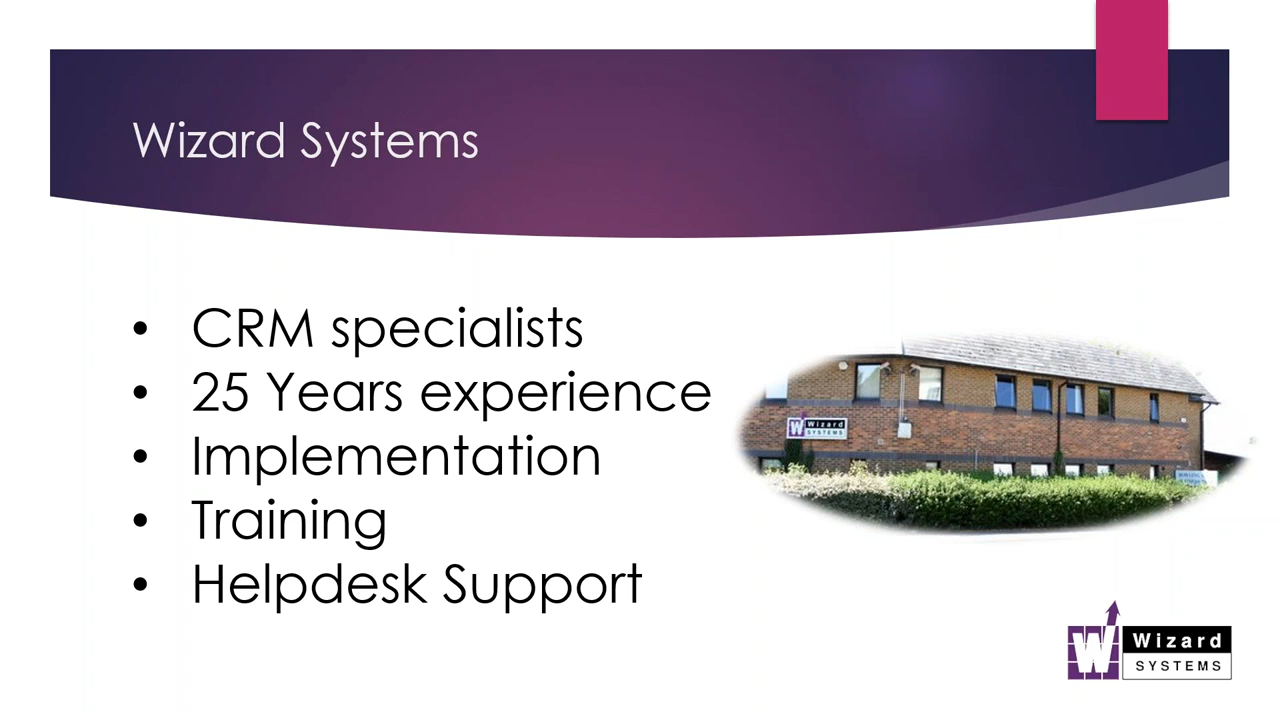 Wizard Systems
• CRM specialists
• 25 Years experience
• Implementation
• Training
• Helpdesk Support
W Wizard
SYSTEMS
W Wizard
SYSTEMS